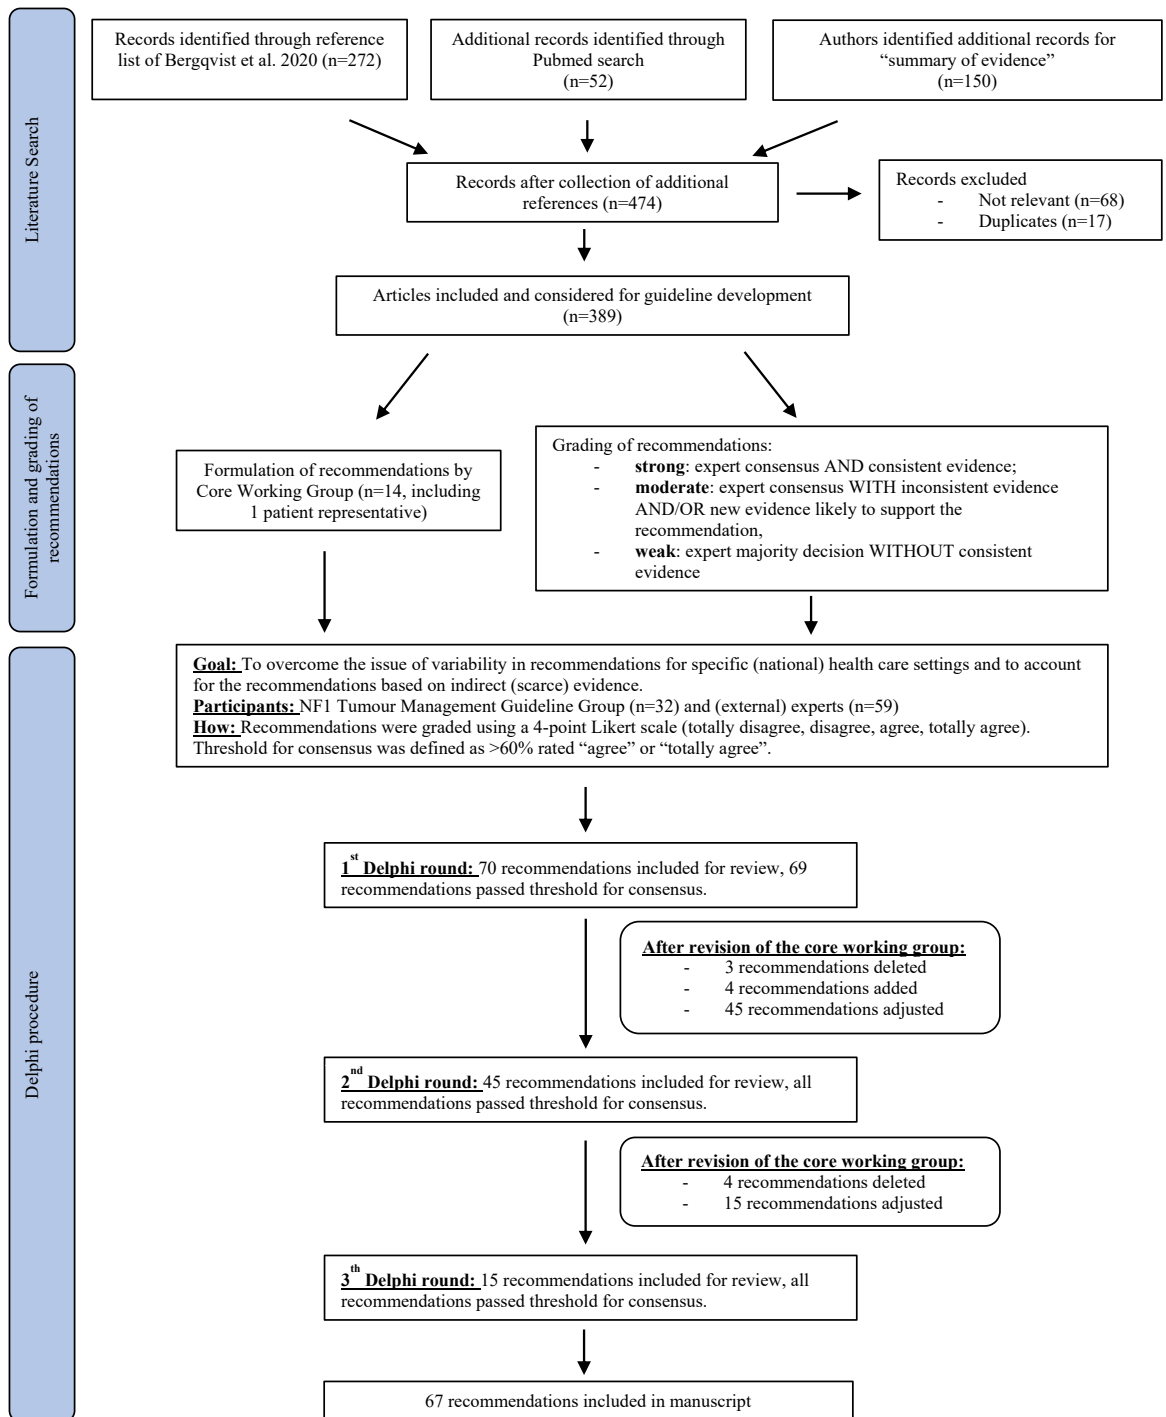 Literature Search
Records identified through reference
list of Bergqvist et al. 2020 (n=272)
Additional records identified through
Pubmed search
(n=52)
Authors identified additional records for
“summary of evidence”
(n=150)
Records after collection of additional
references (n=474)
Records excluded
- Not relevant (n=68)
- Duplicates (n=17)
Articles included and considered for guideline development
(n=389)
Formulation and grading of
recommendations
Formulation of recommendations by
Core Working Group (n=14, including
1 patient representative)
Grading of recommendations:
- strong: expert consensus AND consistent evidence;
- moderate: expert consensus WITH inconsistent evidence
AND/OR new evidence likely to support the
recommendation,
- weak: expert majority decision WITHOUT consistent
evidence
Delphi procedure
Goal: To overcome the issue of variability in recommendations for specific (national) health care settings and to account
for the recommendations based on indirect (scarce) evidence.
Participants: NF1 Tumour Management Guideline Group (n=32) and (external) experts (n=59)
How: Recommendations were graded using a 4-point Likert scale (totally disagree, disagree, agree, totally agree).
Threshold for consensus was defined as >60% rated “agree” or “totally agree”.
1st Delphi round: 70 recommendations included for review, 69
recommendations passed threshold for consensus.
After revision of the core working group:
- 3 recommendations deleted
- 4 recommendations added
- 45 recommendations adjusted
2nd Delphi round: 45 recommendations included for review, all
recommendations passed threshold for consensus.
After revision of the core working group:
- 4 recommendations deleted
- 15 recommendations adjusted
3th Delphi round: 15 recommendations included for review, all
recommendations passed threshold for consensus.
67 recommendations included in manuscript